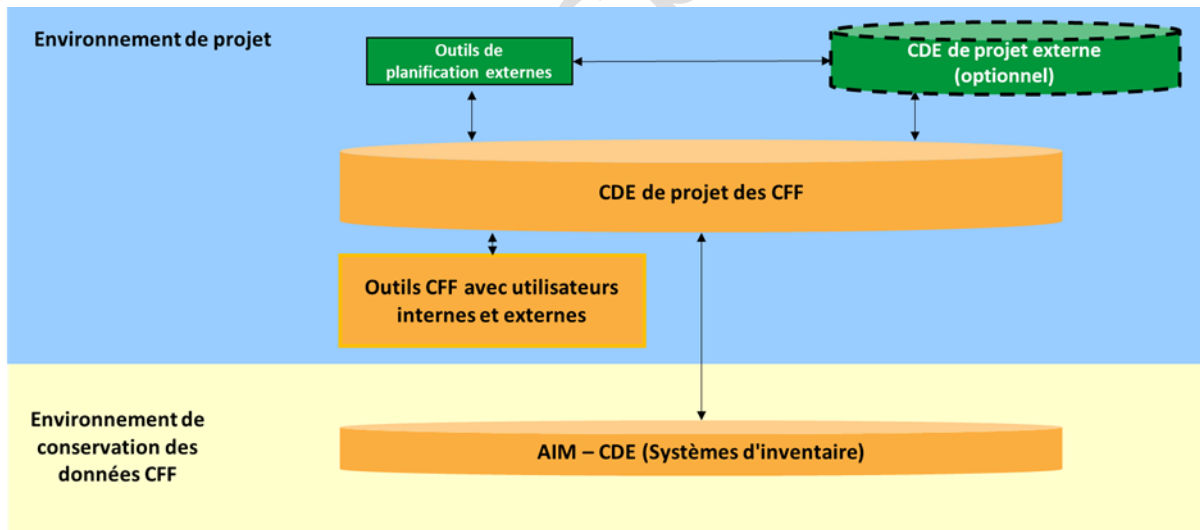 Environnement de projet
Outils de
planification externes
CDE de projet externe
(optionnel)
CDE de projet des CFF
Outils CFF avec utilisateurs
internes et externes
Environnement de
conservation des
données CFF
AIM – CDE (Systèmes d'inventaire)